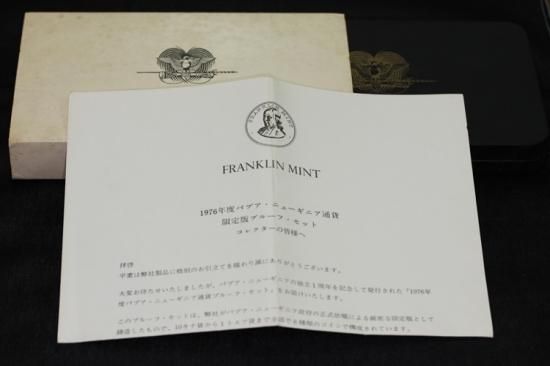 FRANKLIN MINT
FRANKLIN MINT
1976年度パプア・ニューギニア通貨
限定版プルーフ・セット
コレクターの皆様へ
拝啓
平素は弊社製品に格別のお引立てを賜わり誠にありがとうございます。
大変お待たせいたしましたが、パプア・ニューギニアの独立1周年を記念して発行された「1976年
度パプア・ニューギニア通貨プルーフ・セット」をお届けいたします。
このプルーフ・セットは、弊社がパプア・ニューギニア政府の正式依嘱による厳密な限定版として
鋳造したもので、10キナ貨から1トエア貨まで全部で8種類のコインで構成されています。